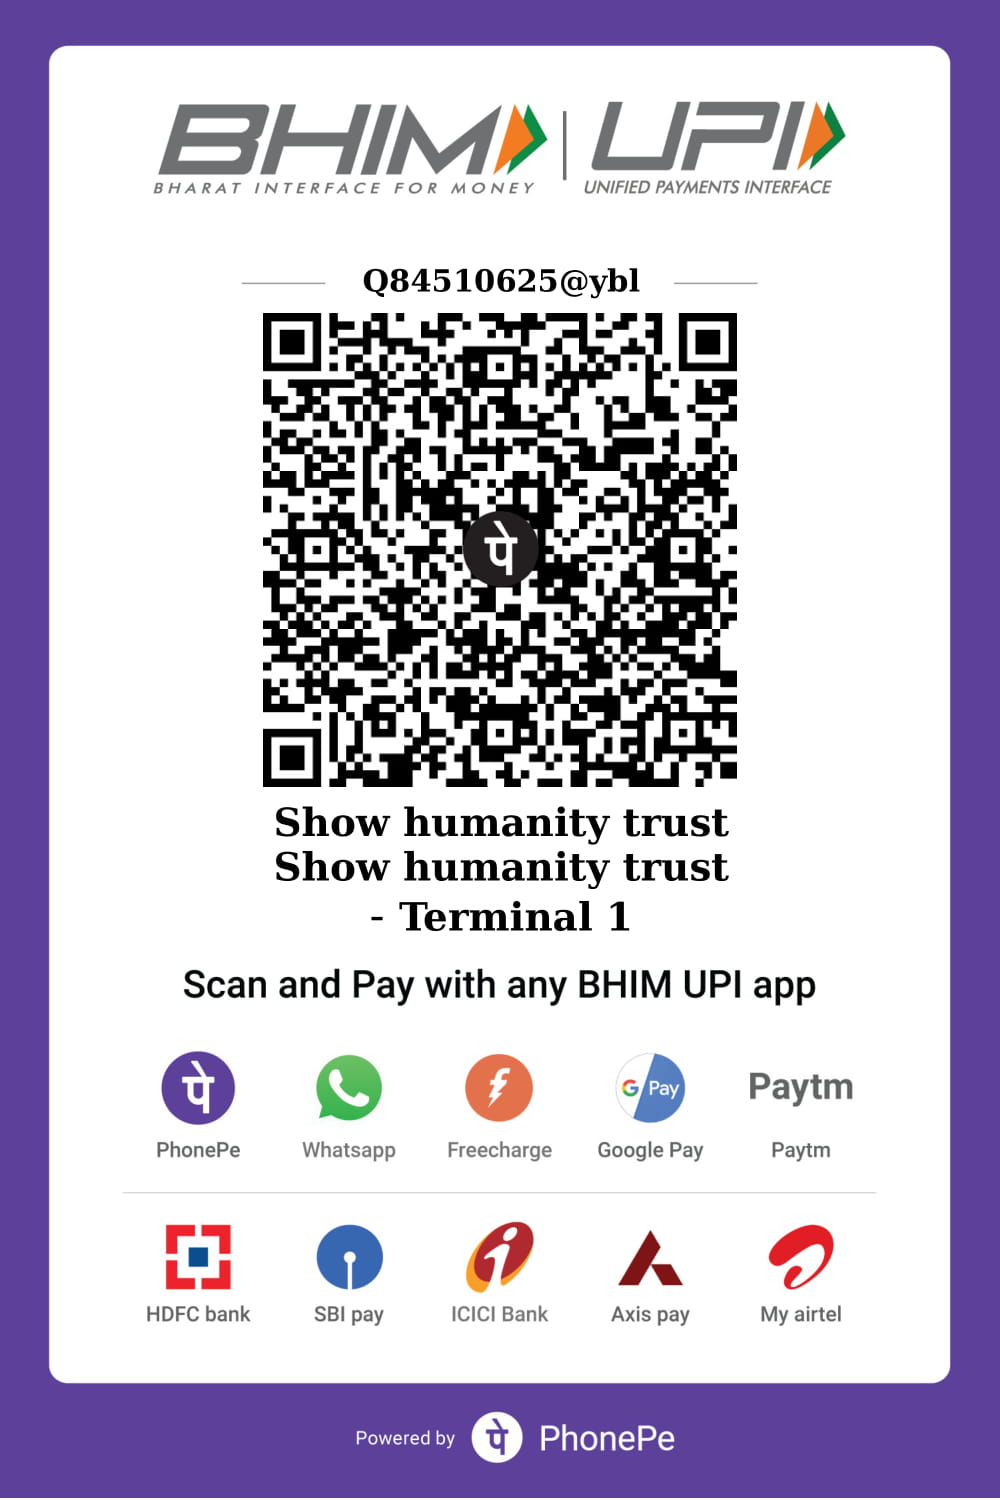 BHIM | UPI
BHARAT INTERFACE FOR MONEY UNIFIED PAYMENTS INTERFACE
Q84510625@ybl
पे
Show humanity trust
Show humanity trust
- Terminal 1
Scan and Pay with any BHIM UPI app
पे G Pay Paytm
PhonePe Whatsapp Freecharge Google Pay Paytm
HDFC bank SBI pay ICICI Bank Axis pay My airtel
Powered by पे PhonePe